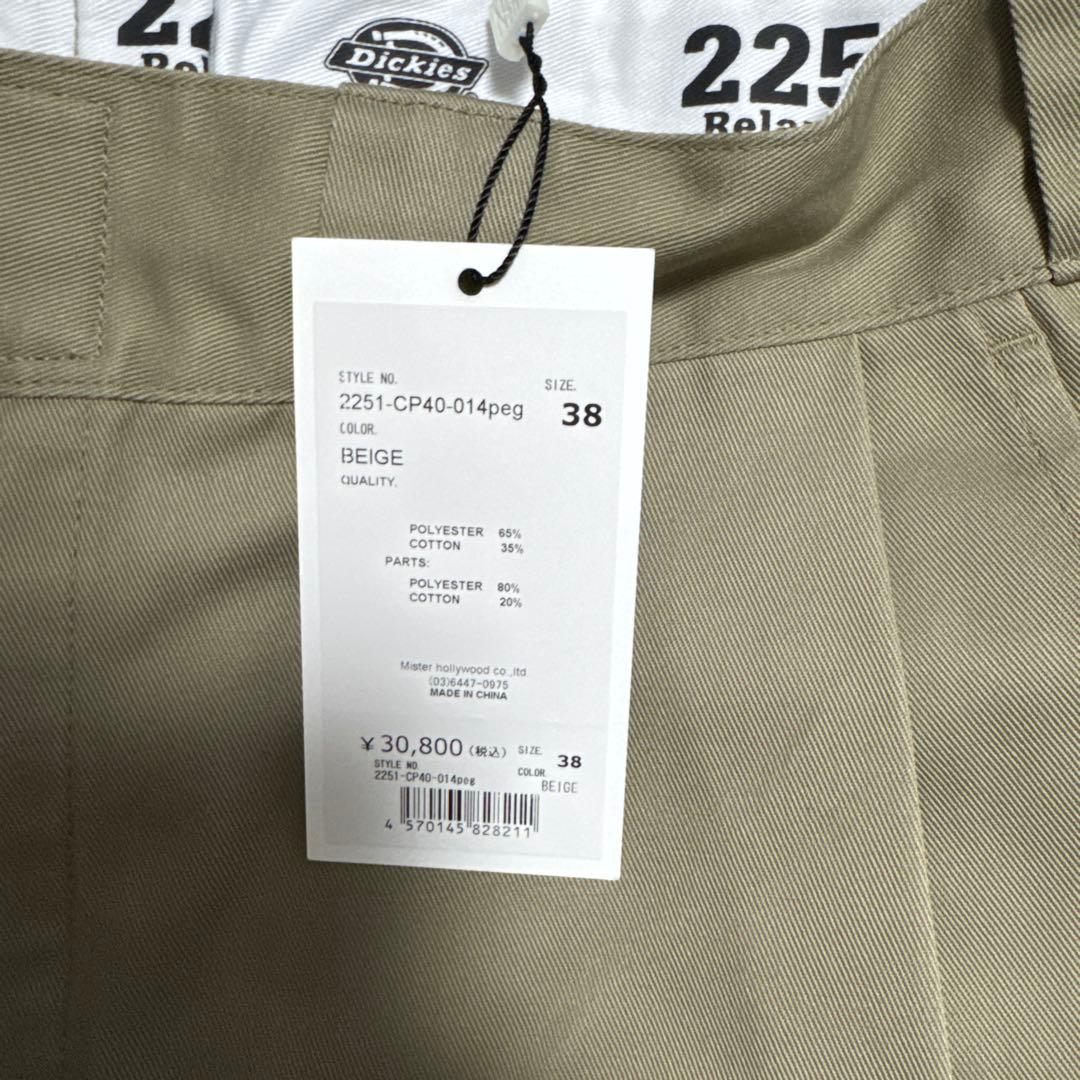 Dickies
225
STYLE NO.
SIZE.
2251-CP40-014peg
38
COLOR.
BEIGE
QUALITY.
POLYESTER 65%
COTTON 35%
PARTS:
POLYESTER 80%
COTTON 20%
Mister hollywood co.,ltd
(03)6447-0975
MADE IN CHINA
¥30,800(税込) SIZE. 38
STYLE NO.
2251-CP40-014peg
COLOR.
BEIGE
4 570145 828211